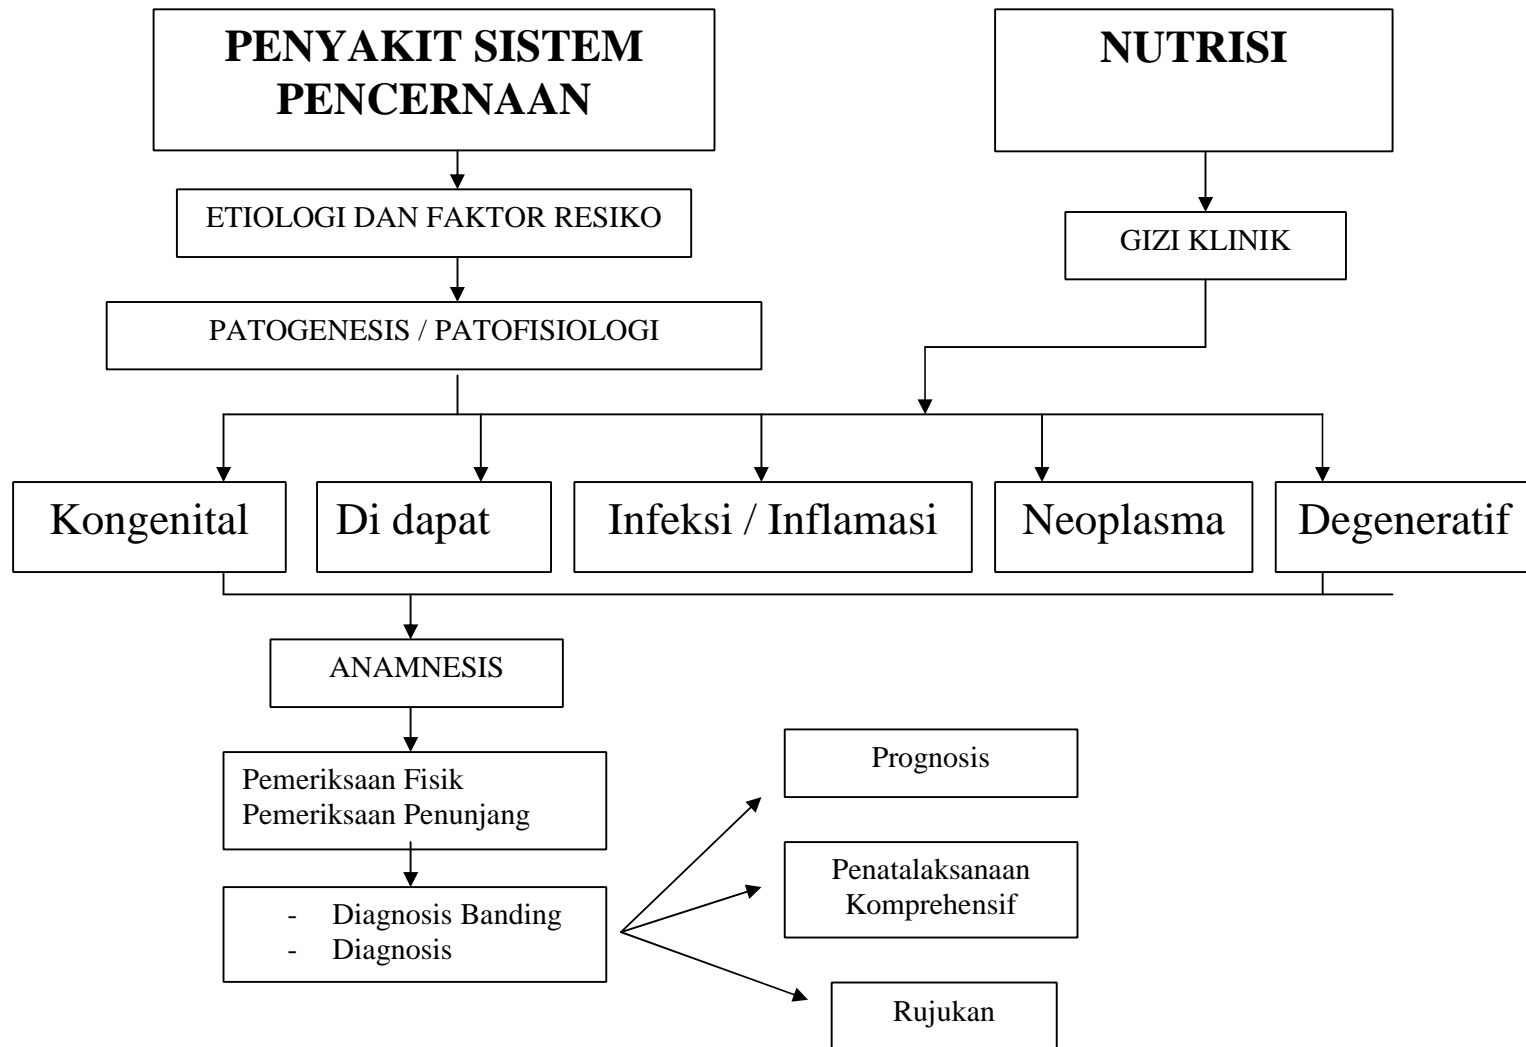 PENYAKIT SISTEM
PENCERNAAN
NUTRISI
ETIOLOGI DAN FAKTOR RESIKO
GIZI KLINIK
PATOGENESIS / PATOFISIOLOGI
Kongenital
Di dapat
Infeksi / Inflamasi
Neoplasma
Degeneratif
ANAMNESIS
Pemeriksaan Fisik
Pemeriksaan Penunjang
- Diagnosis Banding
- Diagnosis
Prognosis
Penatalaksanaan
Komprehensif
Rujukan